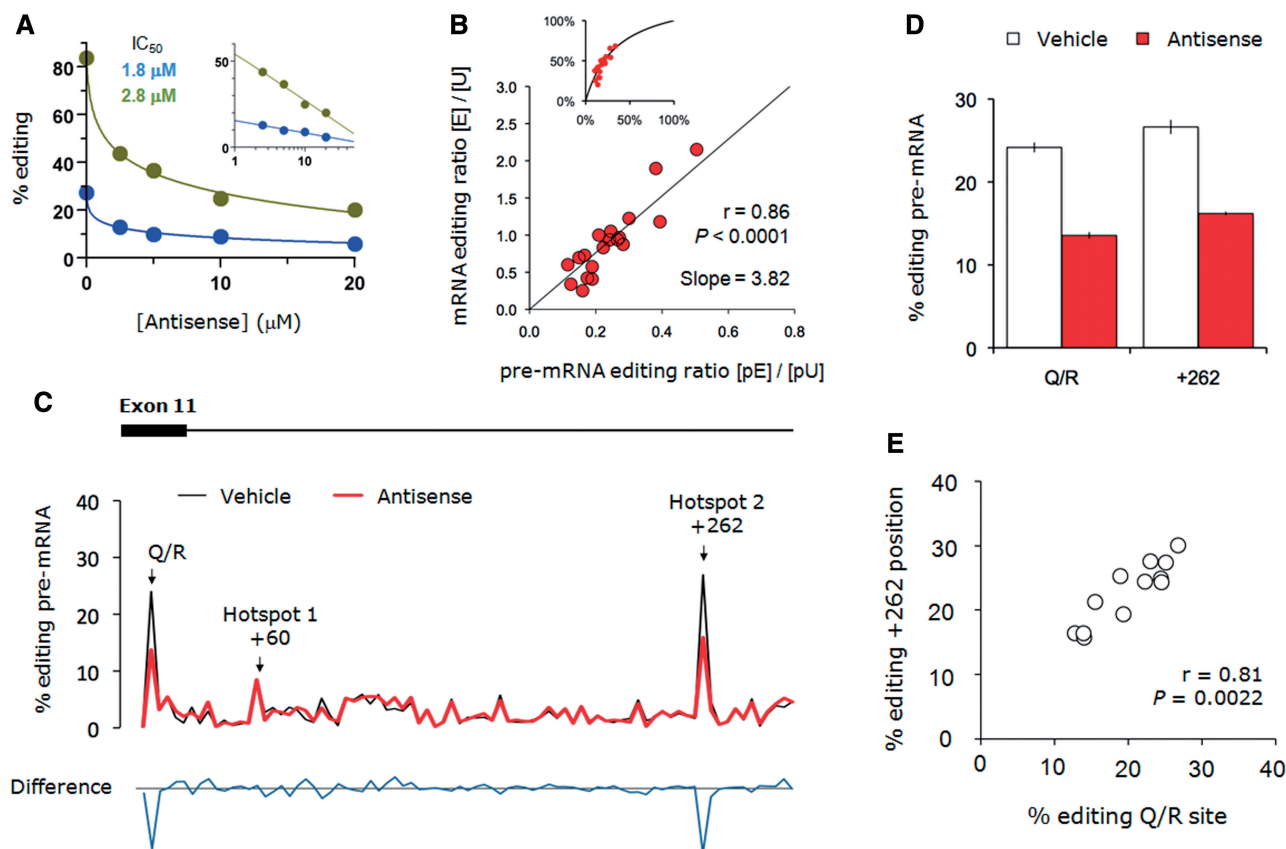 A
IC50
1.8 μM
2.8 μM
% editing
80
60
40
20
0
0
10
20
[Antisense] (μM)
50
0
1
10
B
100%
50%
0%
0%
50%
100%
mRNA editing ratio [E] / [U]
3.0
2.5
2.0
1.5
1.0
0.5
0.0
0.0
0.2
0.4
0.6
0.8
r = 0.86
P < 0.0001
Slope = 3.82
pre-mRNA editing ratio [pE] / [pU]
C
Exon 11
Vehicle
Antisense
% editing pre-mRNA
40
30
20
10
0
Q/R
Hotspot 1
+60
Hotspot 2
+262
Difference
D
Vehicle
Antisense
% editing pre-mRNA
30
20
10
0
Q/R
+262
E
% editing +262 position
40
30
20
10
0
0
10
20
30
40
r = 0.81
P = 0.0022
% editing Q/R site